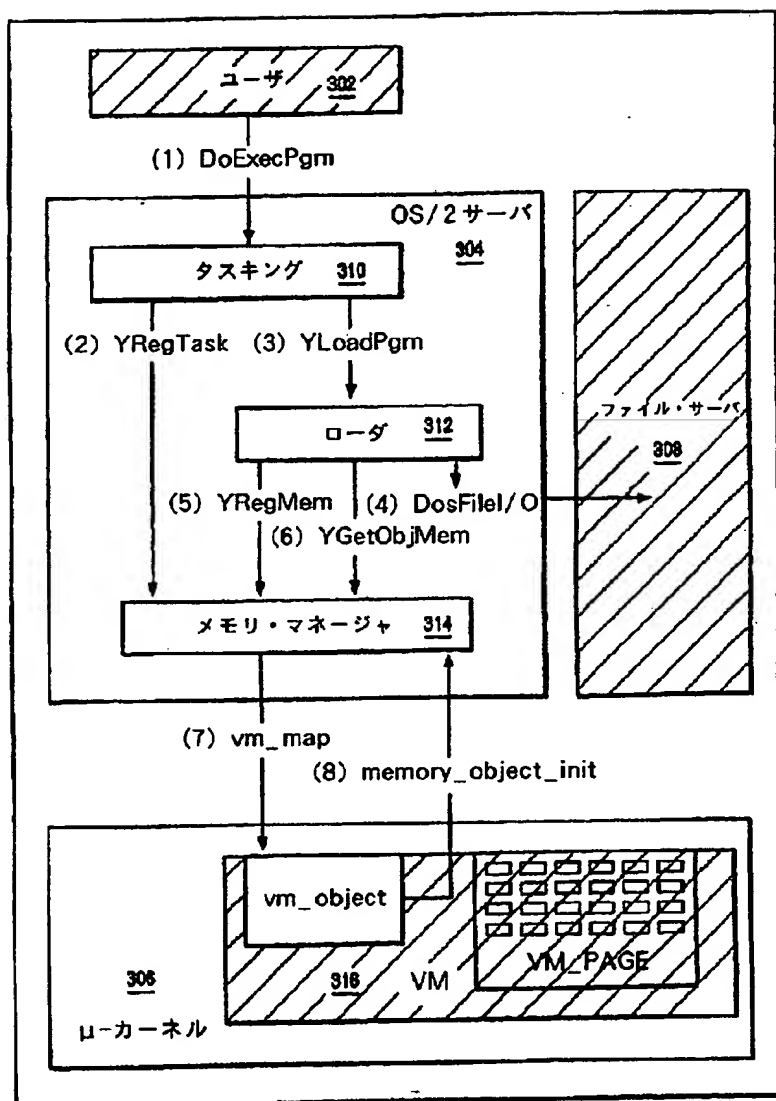 ユーザ 302
(1) DoExecPgm
OS/2サーバ
304
タスキング 310
(2) YRegTask (3) YLoadPgm
ローダ 312
ファイル・サーバ
308
(5) YRegMem (4) DosFileI/O
(6) YGetObjMem
メモリ・マネージャ 314
(7) vm_map
(8) memory_object_init
vm_object
306 316 VM VM_PAGE
μ-カーネル